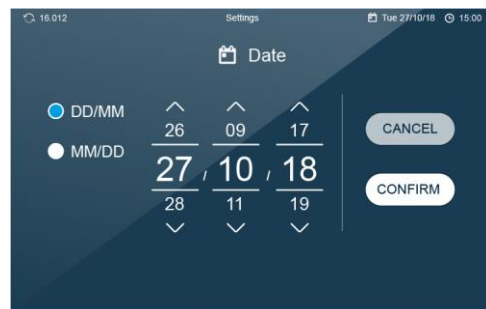 16.012 Settings Tue 27/10/18 15:00
Date
DD/MM
MM/DD
26 09 17
27 / 10 / 18
28 11 19
CANCEL
CONFIRM